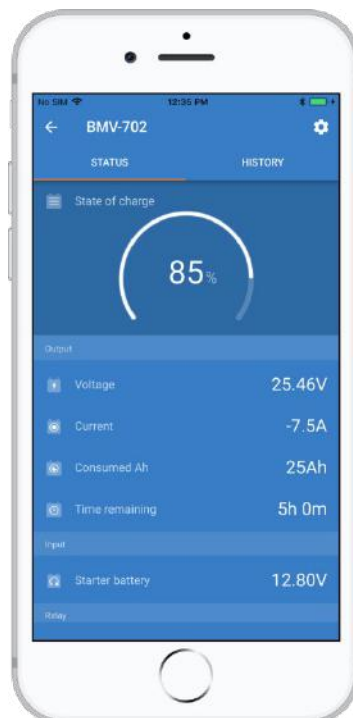 No SIM 12:35 PM
BMV-702
STATUS HISTORY
State of charge
85%
Output
Voltage 25.46V
Current -7.5A
Consumed Ah 25Ah
Time remaining 5h 0m
Input
Starter battery 12.80V
Relay